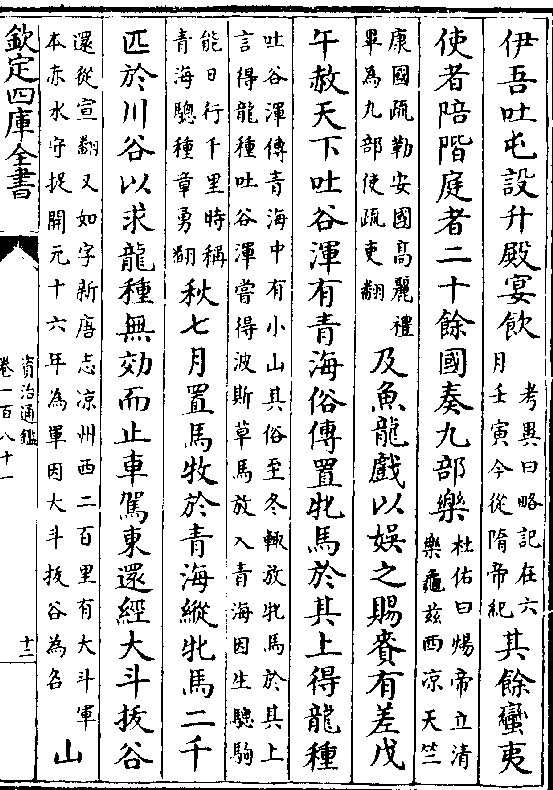 伊吾吐屯設升殿宴飲考異曰略記在六
月壬寅今從隋帝紀其餘蠻夷
使者陪階庭者二十餘國奏九部樂杜佑曰煬帝立清
樂龜茲西凉天竺
康國疏勒安國高麗禮
畢為九部使疏吏翻及魚龍戲以娱之賜賚有差戊
午赦天下吐谷渾有青海俗傳置牝馬於其上得龍種
吐谷渾傳青海中有小山其俗至冬輙放牝馬於其上
言得龍種吐谷渾嘗得波斯草馬放入青海因生驄駒
能日行千里時稱
青海驄種章勇翻秋七月置馬牧於青海縱牝馬二千
匹於川谷以求龍種無効而止車駕東還經大斗拔谷
還從宣翻又如字新唐志凉州西二百里有大斗軍
本赤水守捉開元十六年為軍因大斗拔谷為名山
欽定四庫全書
資治通鑑
卷一百八十一
十二